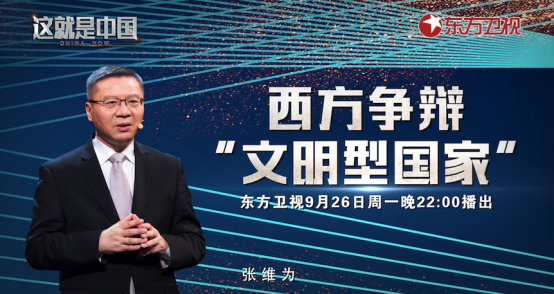 这就是中国
CHINA NOW
东方卫视
西方争辩
“文明型国家”
东方卫视9月26日周一晚22:00播出
张维为